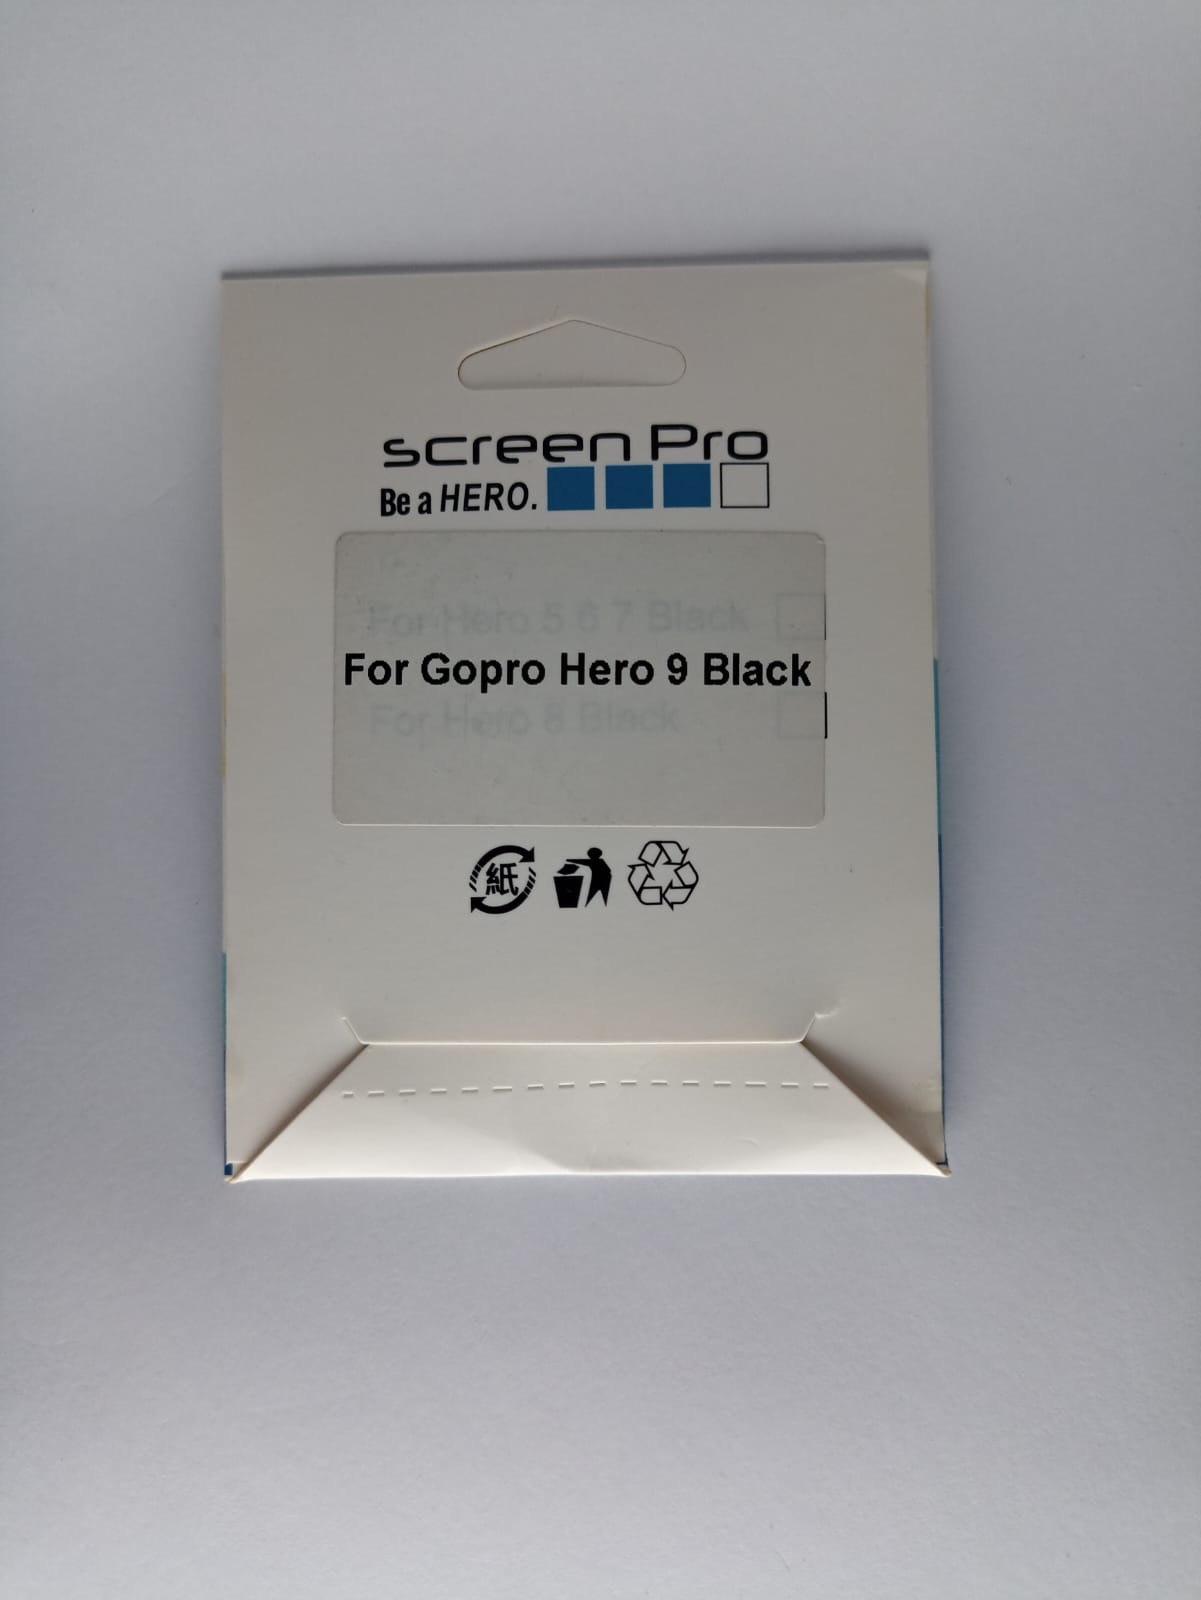 screen Pro
Be a HERO.
For Hero 5 6 7 Black
For Gopro Hero 9 Black
For Hero 8 Black
紙